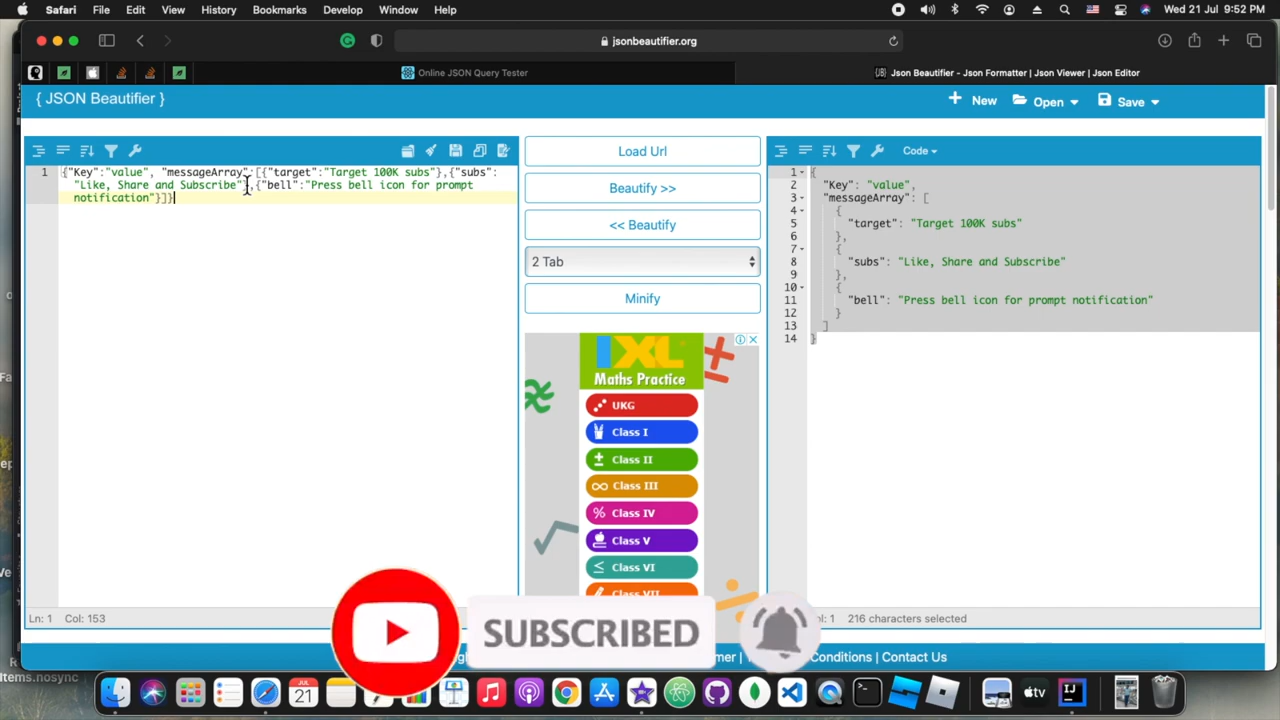 Safari File Edit View History Bookmarks Develop Window Help Wed 21 Jul 9:52 PM
jsonbeautifier.org
Online JSON Query Tester
Json Beautifier - Json Formatter | Json Viewer | Json Editor
{ JSON Beautifier }
New Open Save
1 {"Key":"value", "messageArray":[{"target":"Target 100K subs"},{"subs":
"Like, Share and Subscribe"},{"bell":"Press bell icon for prompt
notification"}]}
Ln: 1 Col: 153
Load Url
Beautify >>
<< Beautify
2 Tab
Minify
IXL
Maths Practice
UKG
Class I
Class II
Class III
Class IV
Class V
Class VI
Class VII
Code
1 {
2 "Key": "value",
3 "messageArray": [
4 {
5 "target": "Target 100K subs"
6 },
7 {
8 "subs": "Like, Share and Subscribe"
9 },
10 {
11 "bell": "Press bell icon for prompt notification"
12 }
13 ]
14 }
216 characters selected
SUBSCRIBED
Conditions | Contact Us
Items.nosync
21
tv